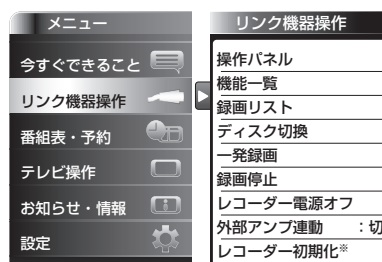 メニュー
今すぐできること
リンク機器操作
番組表・予約
テレビ操作
お知らせ・情報
設定
リンク機器操作
操作パネル
機能一覧
録画リスト
ディスク切換
一発録画
録画停止
レコーダー電源オフ
外部アンプ連動 :切
レコーダー初期化※